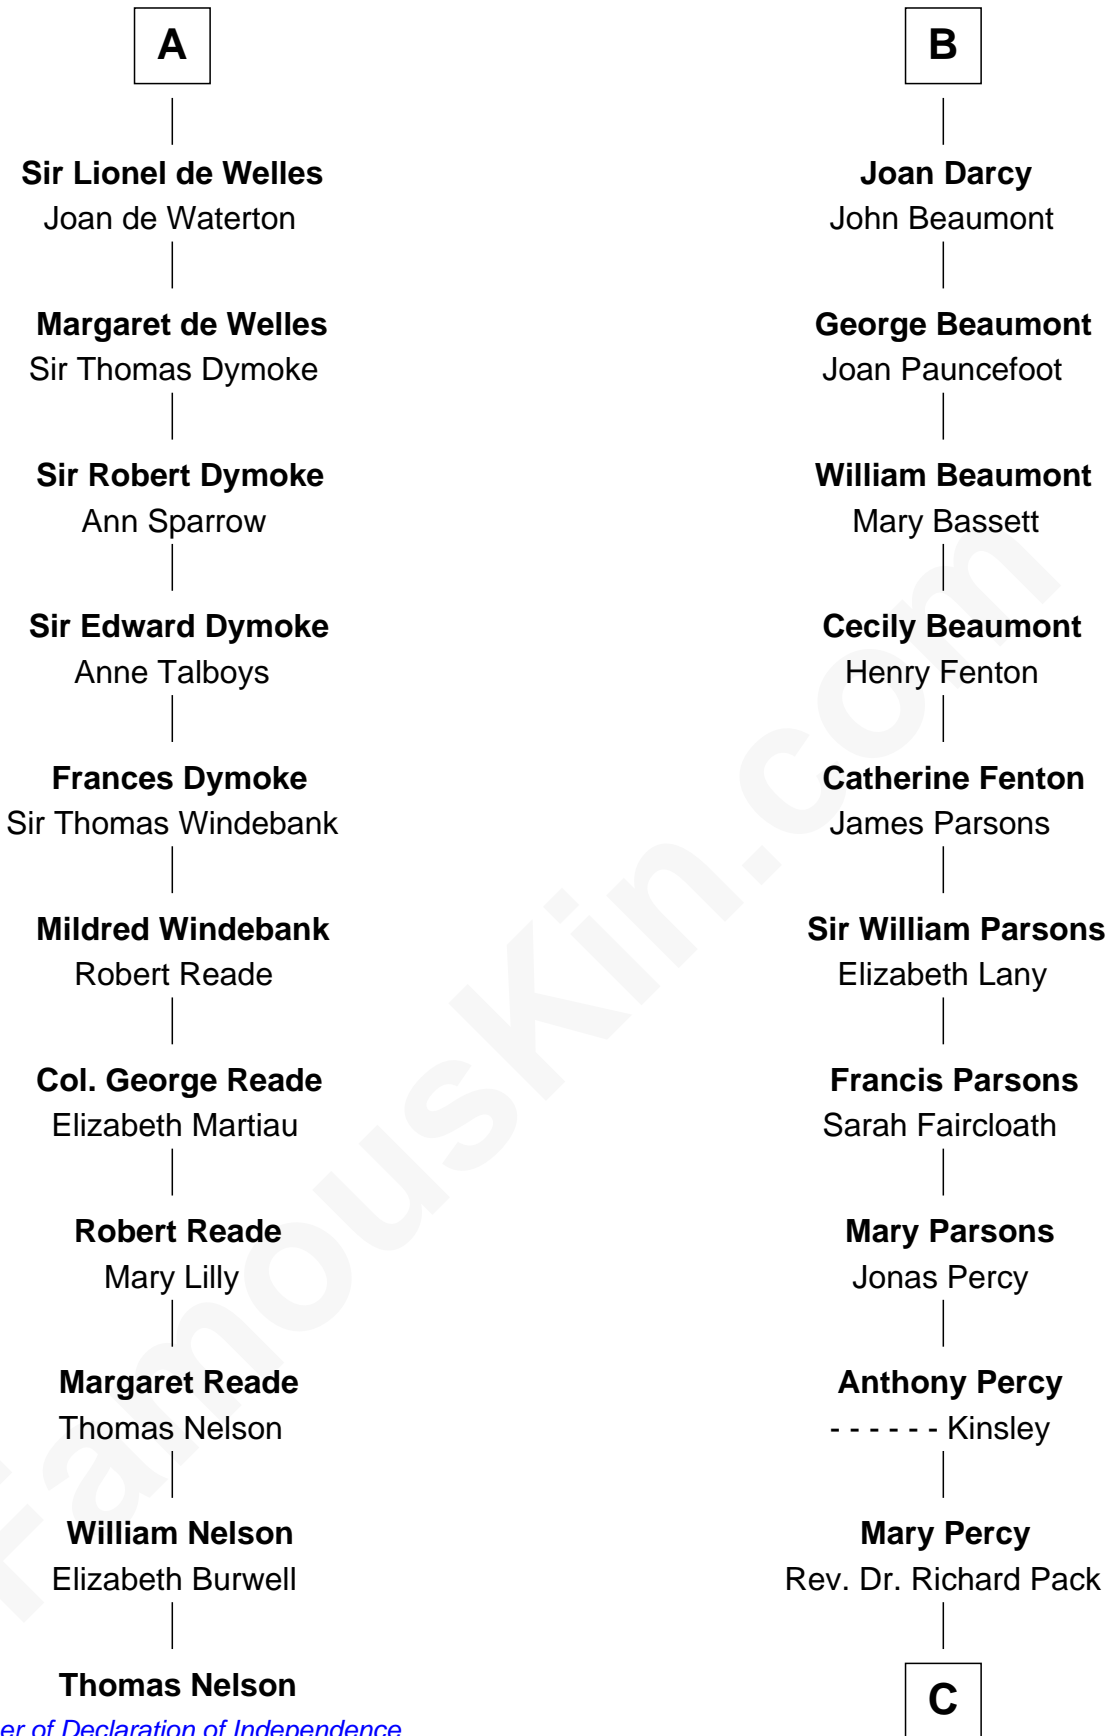 A
Sir Lionel de Welles
Joan de Waterton
Margaret de Welles
Sir Thomas Dymoke
Sir Robert Dymoke
Ann Sparrow
Sir Edward Dymoke
Anne Talboys
Frances Dymoke
Sir Thomas Windebank
Mildred Windebank
Robert Reade
Col. George Reade
Elizabeth Martiau
Robert Reade
Mary Lilly
Margaret Reade
Thomas Nelson
William Nelson
Elizabeth Burwell
Thomas Nelson
er of Declaration of Independence
B
Joan Darcy
John Beaumont
George Beaumont
Joan Pauncefoot
William Beaumont
Mary Bassett
Cecily Beaumont
Henry Fenton
Catherine Fenton
James Parsons
Sir William Parsons
Elizabeth Lany
Francis Parsons
Sarah Faircloath
Mary Parsons
Jonas Percy
Anthony Percy
- - - - - - Kinsley
Mary Percy
Rev. Dr. Richard Pack
C
FamousKin.com